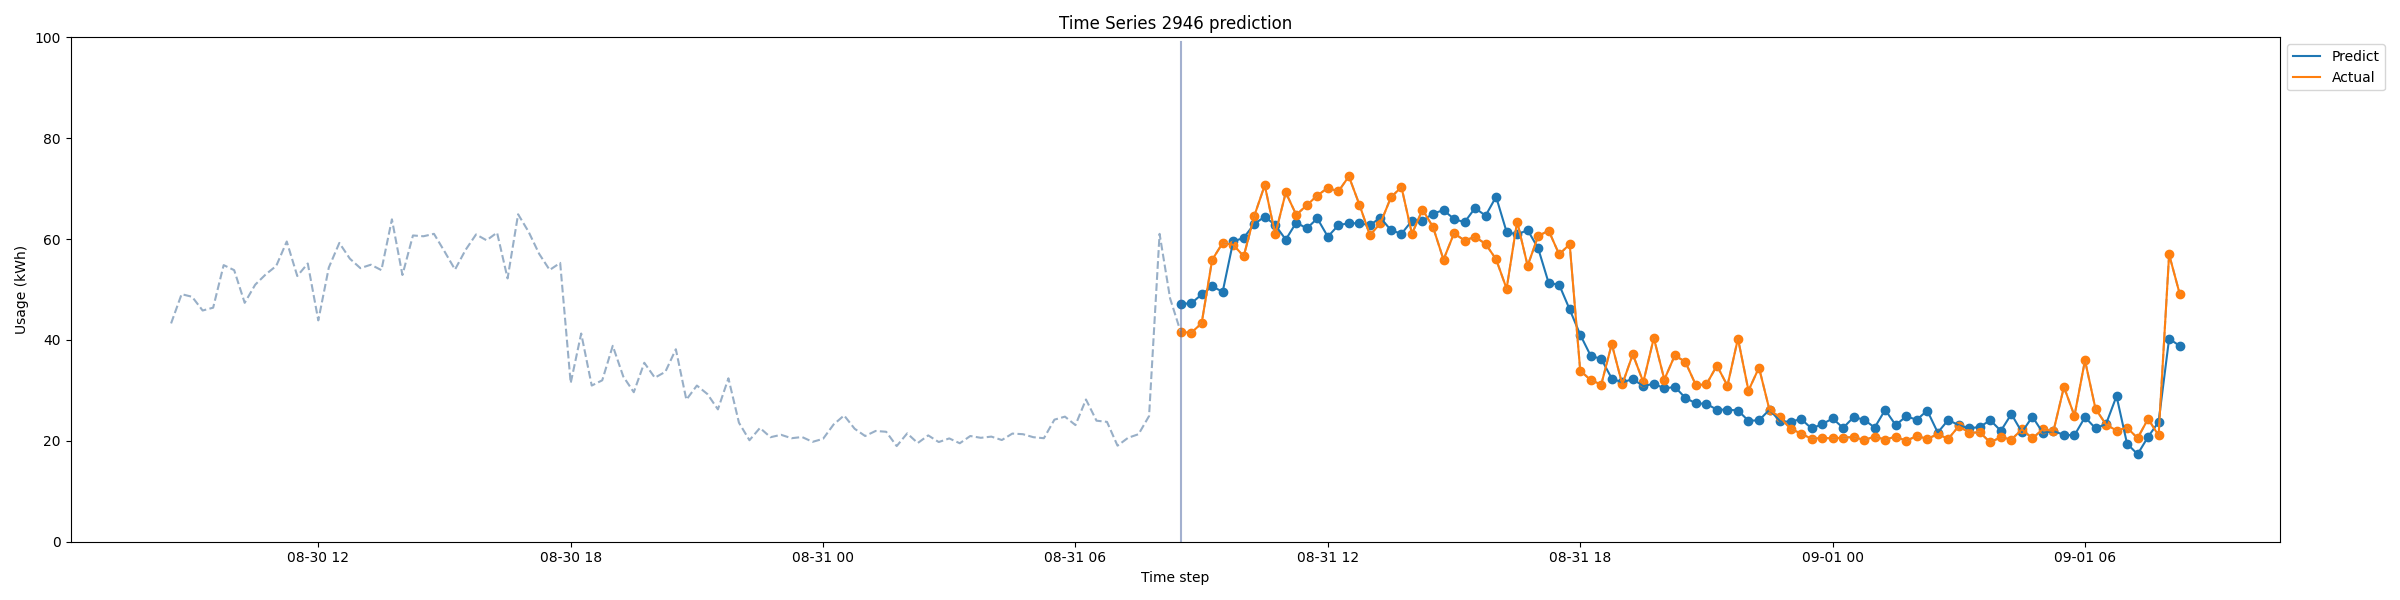 Time Series 2946 prediction
Predict
Actual
100
80
60
40
20
0
Usage (kWh)
08-30 12
08-30 18
08-31 00
08-31 06
08-31 12
08-31 18
09-01 00
09-01 06
Time step